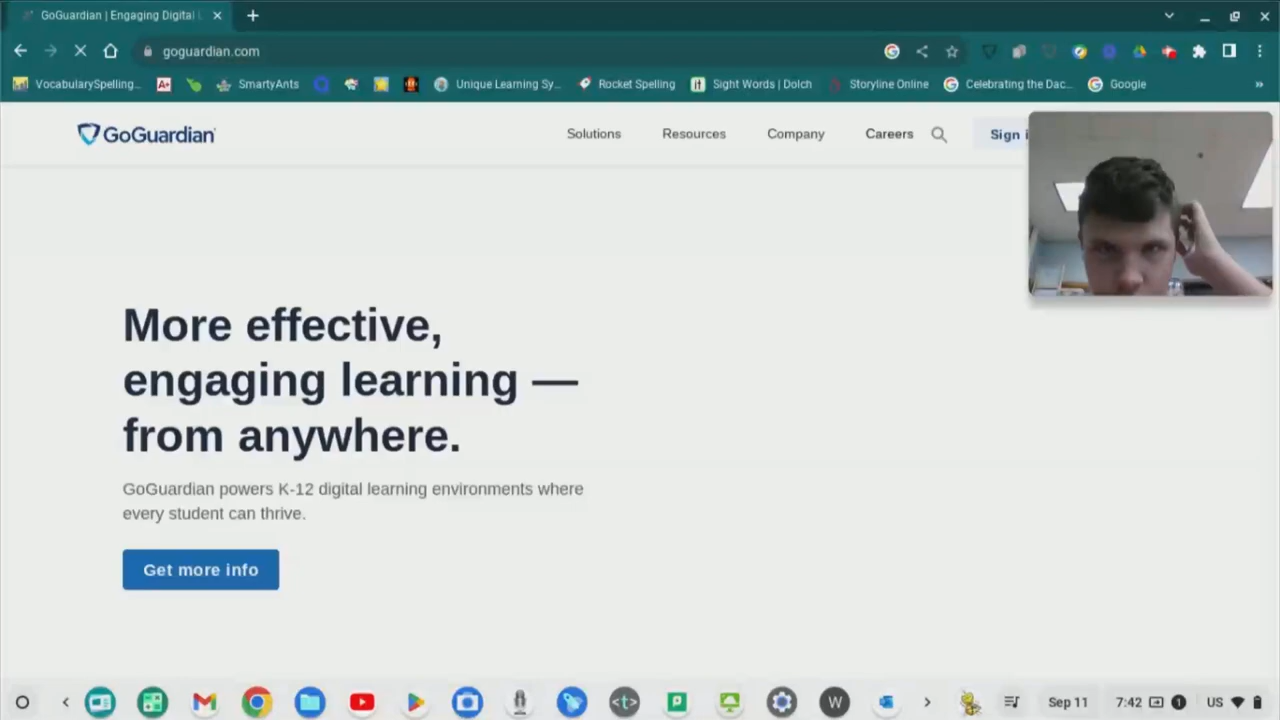 GoGuardian | Engaging Digital L
goguardian.com
VocabularySpelling...
A+
SmartyAnts
Unique Learning Sy...
Rocket Spelling
Sight Words | Dolch
Storyline Online
Celebrating the Dac...
Google
»
GoGuardian
Solutions
Resources
Company
Careers
Sign i
More effective,
engaging learning —
from anywhere.
GoGuardian powers K-12 digital learning environments where
every student can thrive.
Get more info
<t>
W
Sep 11
7:42
1
US